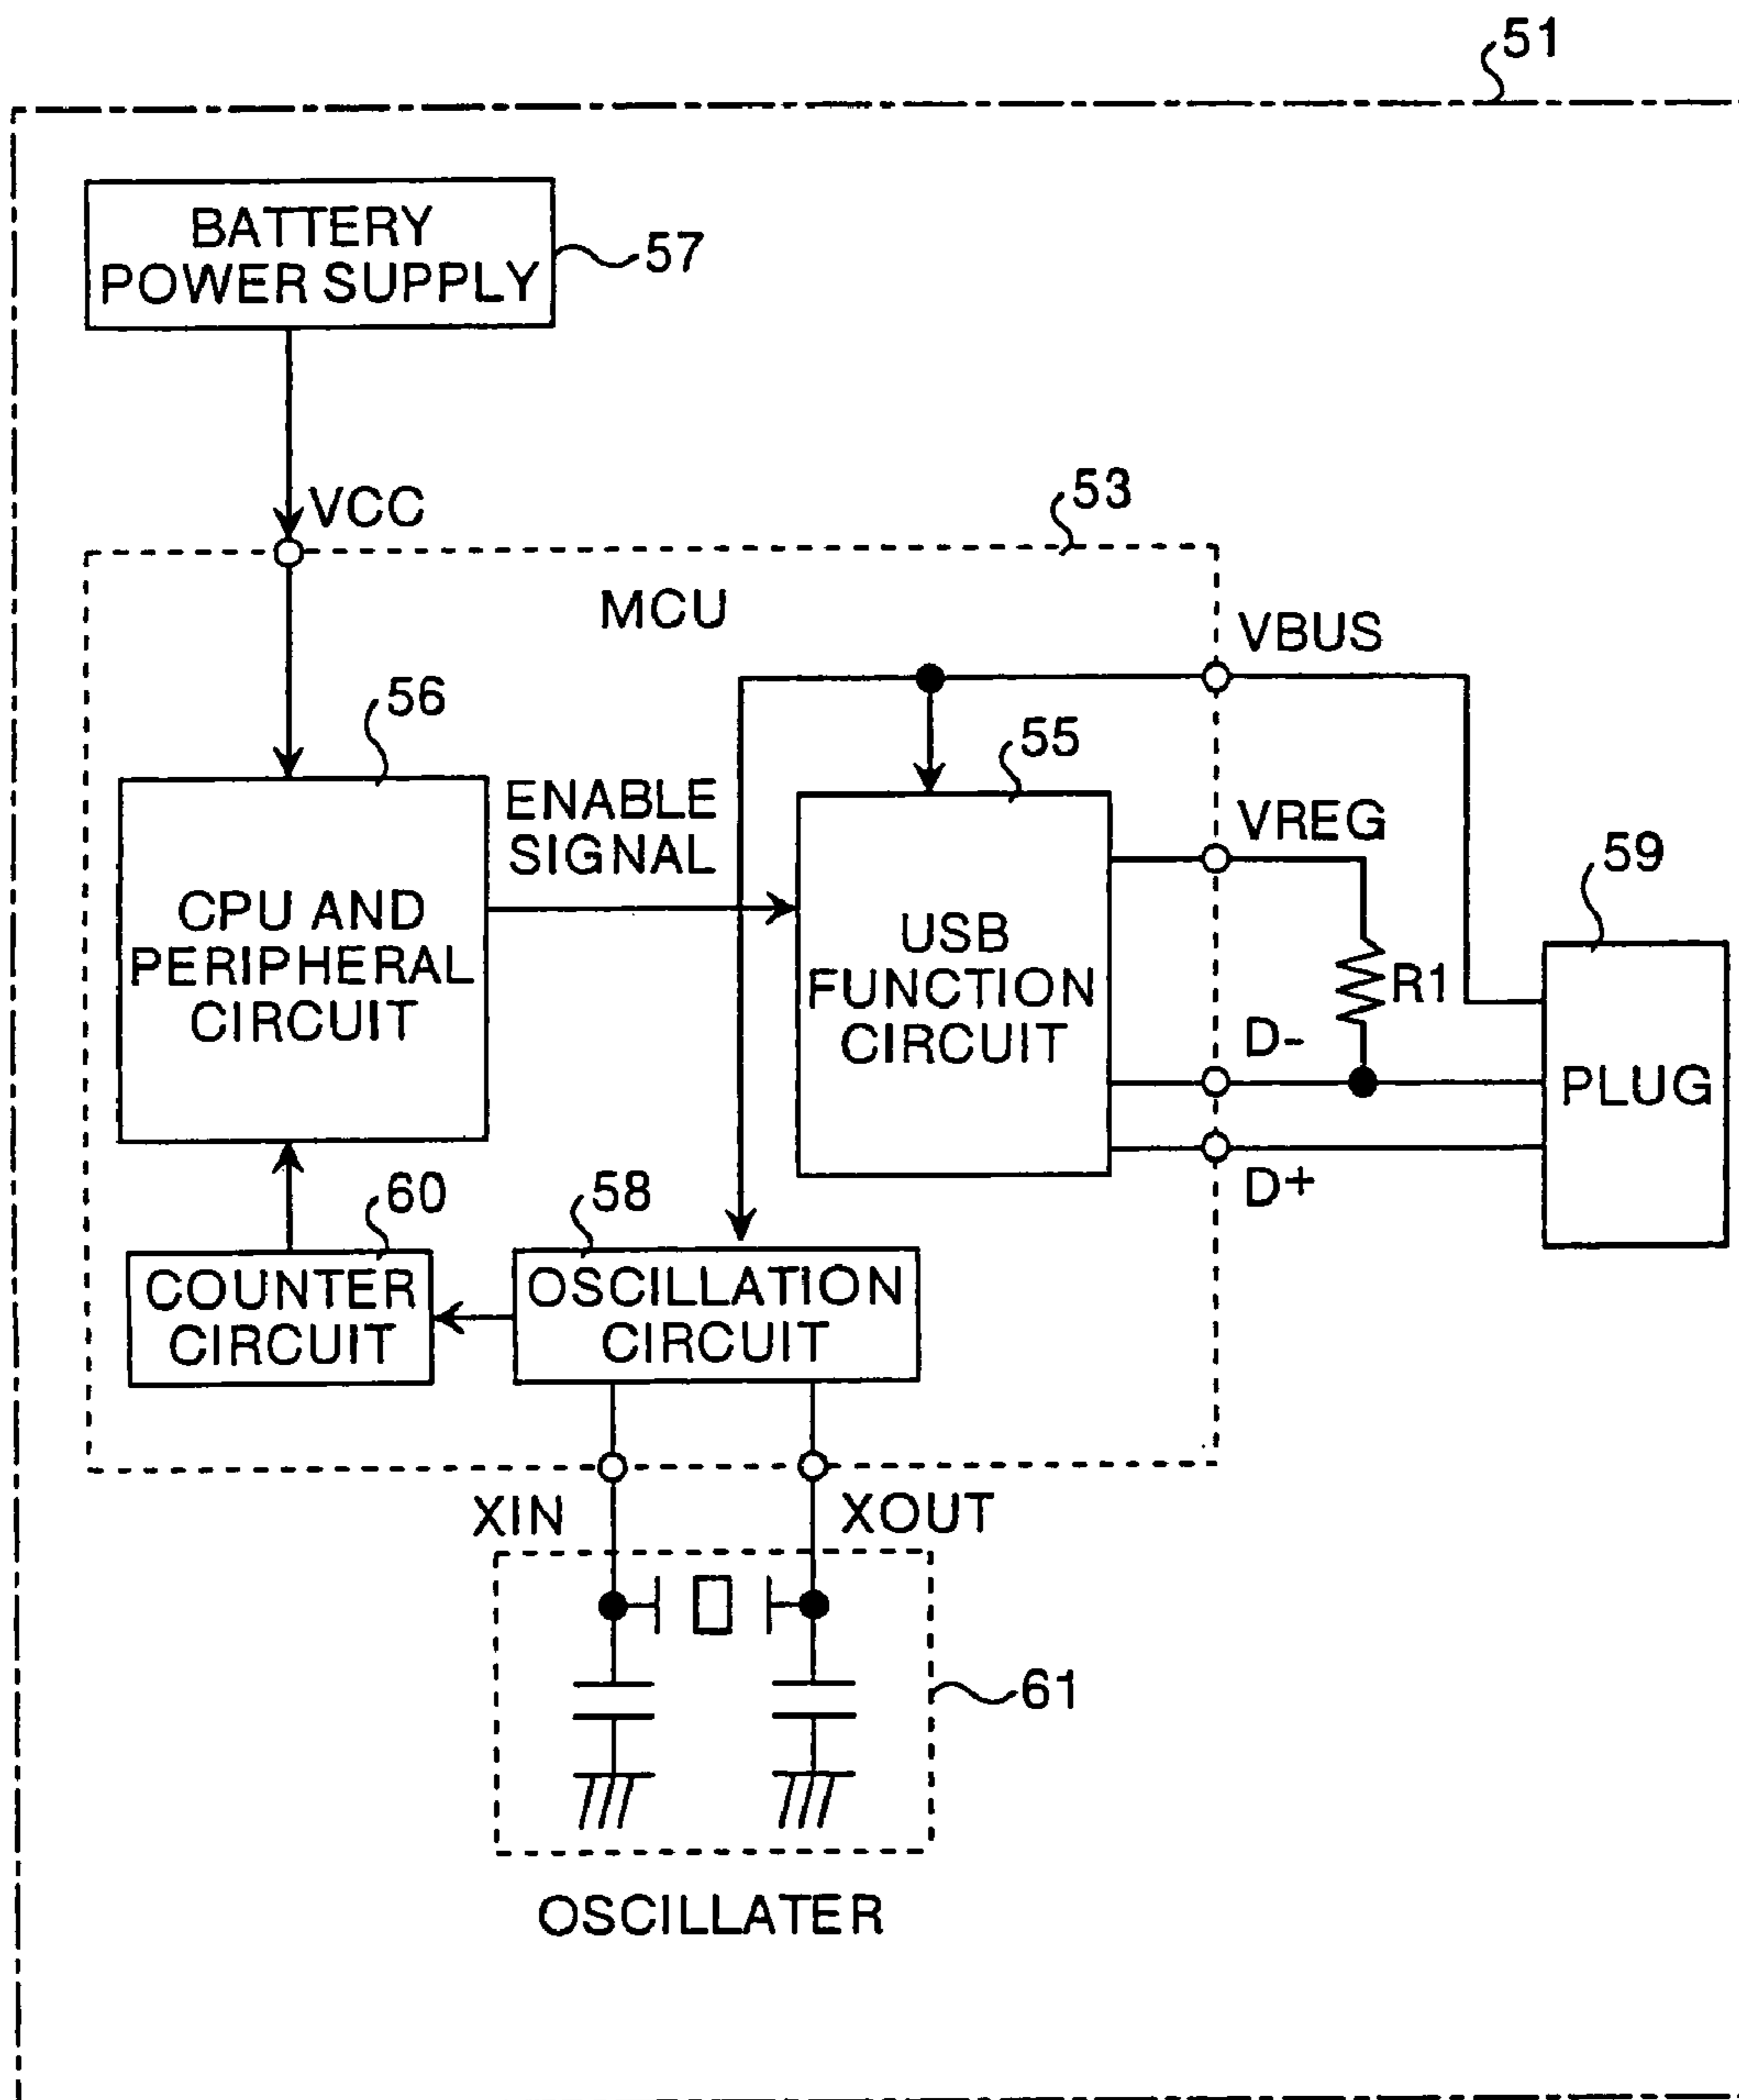 51
BATTERY
POWER SUPPLY
57
VCC
53
MCU
VBUS
56
55
ENABLE
SIGNAL
VREG
59
CPU AND
PERIPHERAL
CIRCUIT
USB
FUNCTION
CIRCUIT
R1
D-
PLUG
60
58
D+
COUNTER
CIRCUIT
OSCILLATION
CIRCUIT
XIN
XOUT
61
OSCILLATER